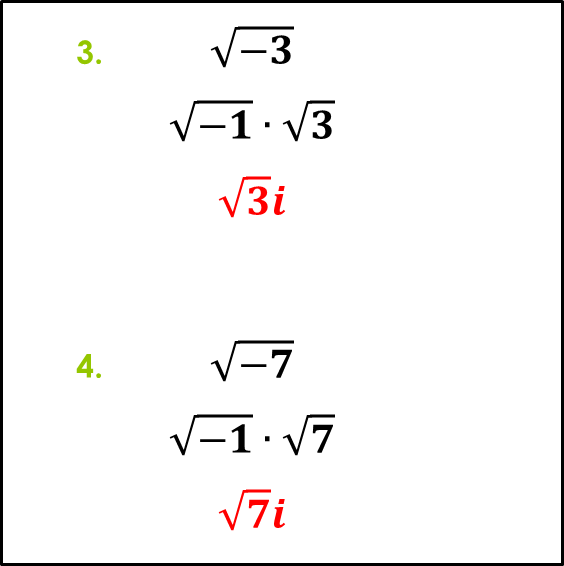 3. √−3
√−1 · √3
√3i
4. √−7
√−1 · √7
√7i